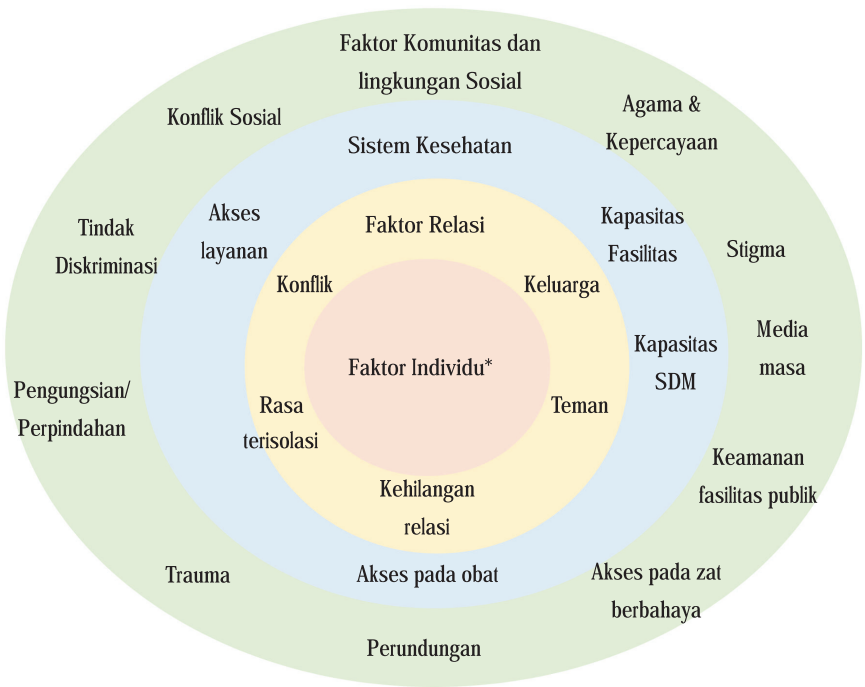 Faktor Komunitas dan
lingkungan Sosial
Konflik Sosial
Agama &
Kepercayaan
Sistem Kesehatan
Akses
layanan
Kapasitas
Fasilitas
Tindak
Diskriminasi
Stigma
Faktor Relasi
Konflik
Keluarga
Media
masa
Kapasitas
SDM
Faktor Individu*
Pengungsian/
Perpindahan
Rasa
terisolasi
Teman
Keamanan
fasilitas publik
Kehilangan
relasi
Trauma
Akses pada obat
Akses pada zat
berbahaya
Perundungan